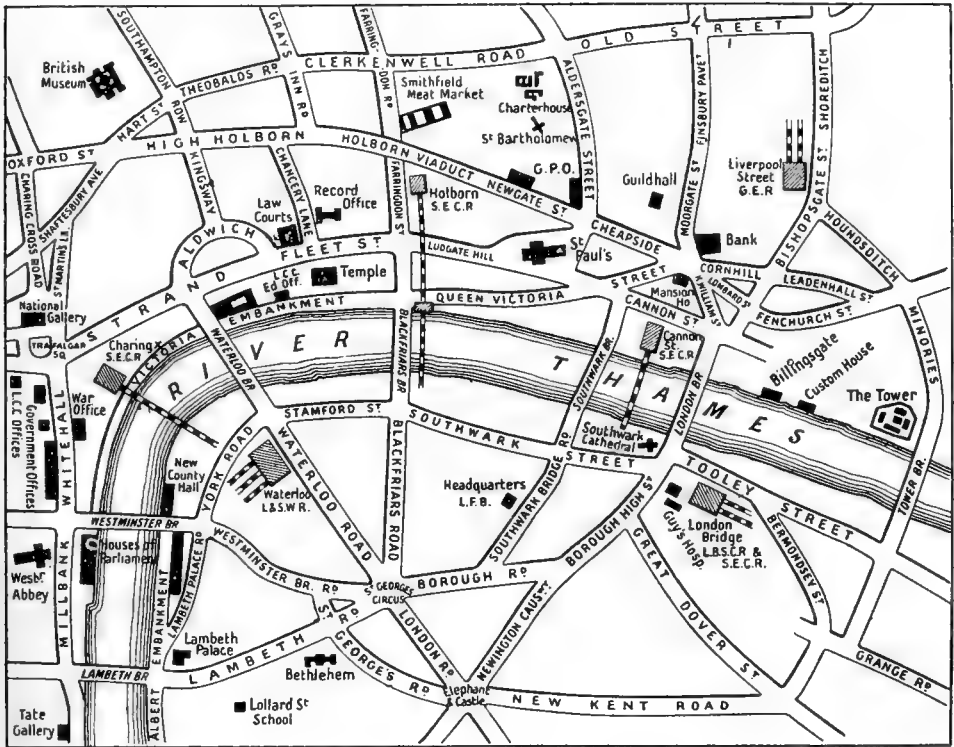 SOUTHAMPTON ROW
GRAYS INN RD
FARRING-
DON RD
CLERKENWELL ROAD
OLD STREET
British
Museum
THEOBALDS RD
HART ST
Smithfield
Meat Market
Charterhouse
St Bartholomew
ALDERSGATE STREET
FINSBURY PAVET
SHOREDITCH
OXFORD ST
HIGH HOLBORN
HOLBORN VIADUCT
NEWGATE ST
G.P.O.
Guildhall
MOORGATE ST
Liverpool
Street
G.E.R
BISHOPSGATE ST
HOUNDSDITCH
CHARING CROSS ROAD
SHAFTESBURY AVE
ST MARTINS LN
KINGSWAY
CHANCERY LANE
Record
Office
FARRINGDON ST
Holborn
S.E.C.R
Law
Courts
ALDWICH
FLEET ST
LUDGATE HILL
St
Paul's
CHEAPSIDE
Bank
CORNHILL
LOMBARD ST
LEADENHALL ST
FENCHURCH ST
MINORIES
L.C.C.
Ed Off.
Temple
STRAND
VICTORIA EMBANKMENT
QUEEN VICTORIA STREET
Mansion
Ho
K. WILLIAM ST
CANNON ST
National
Gallery
TRAFALGAR
SQ
Charing X
S.E.C.R
WATERLOO BR
BLACKFRIARS BR
SOUTHWARK BR
Cannon
St.
S.E.C.R
LONDON BR
RIVER THAMES
Billingsgate
Custom House
The Tower
TOWER BR.
L.C.C. Offices
Government Offices
WHITEHALL
War
Office
STAMFORD ST
SOUTHWARK STREET
Southwark
Cathedral
TOOLEY STREET
New
County
Hall
YORK ROAD
Waterloo
L&S.W.R.
WATERLOO ROAD
BLACKFRIARS ROAD
Headquarters
L.F.B.
SOUTHWARK BRIDGE RD
BOROUGH HIGH ST
Guy's Hosp.
London
Bridge
L.B.S.C.R &
S.E.C.R.
BERMONDSEY ST
WESTMINSTER BR
WESTMINSTER BR. RD
Westr
Abbey
MILLBANK
Houses of
Parliament
ALBERT EMBANKMENT
LAMBETH PALACE RD
ST GEORGES
CIRCUS
BOROUGH RD
GREAT DOVER ST
Lambeth
Palace
LAMBETH RD
ST GEORGES RD
LONDON RD
NEWINGTON CAUSY
Bethlehem
LAMBETH BR
GRANGE RD
Tate
Gallery
Lollard St
School
Elephant
& Castle
NEW KENT ROAD